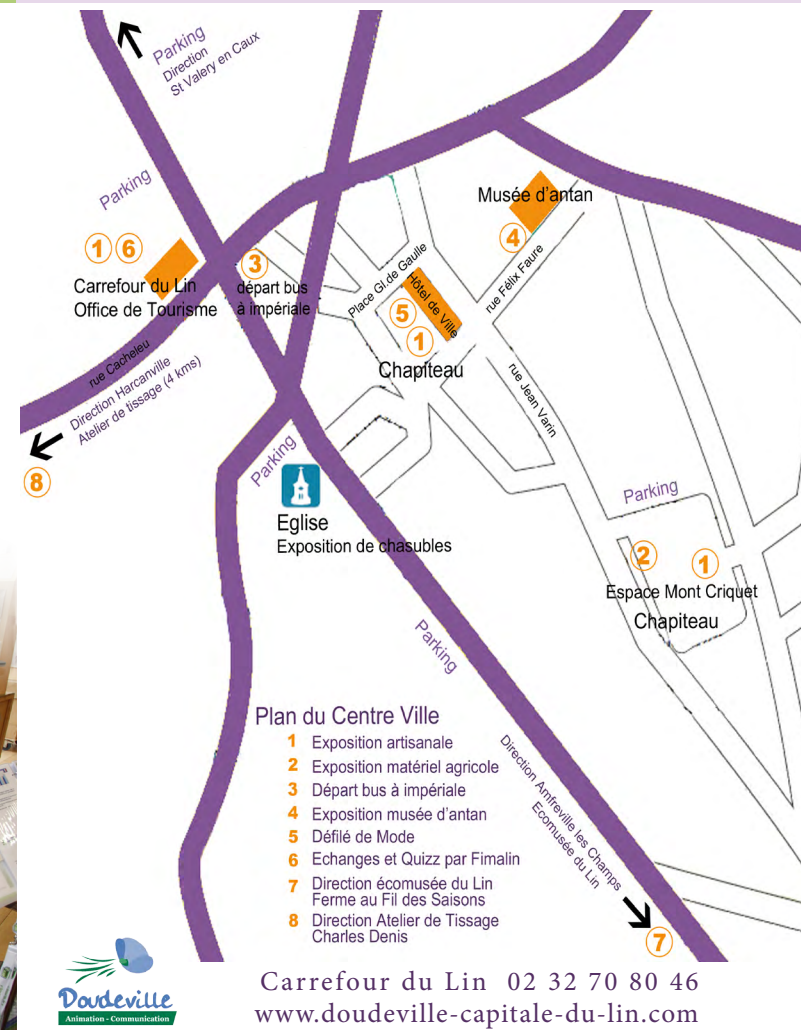 Parking
Direction
St Valery en Caux
Parking
Musée d'antan
4
1 6
3
Carrefour du Lin
Office de Tourisme
départ bus
à impériale
Place Gl.de Gaulle
Hôtel de Ville
rue Félix Faure
5
1
Chapiteau
rue Cacheleu
rue Jean Varin
Direction Harcanville
Atelier de tissage (4 kms)
8
Parking
Eglise
Exposition de chasubles
Parking
2
1
Espace Mont Criquet
Chapiteau
Parking
Plan du Centre Ville
1 Exposition artisanale
2 Exposition matériel agricole
3 Départ bus à impériale
4 Exposition musée d'antan
5 Défilé de Mode
6 Echanges et Quizz par Fimalin
7 Direction écomusée du Lin
Ferme au Fil des Saisons
8 Direction Atelier de Tissage
Charles Denis
Direction Amfreville les Champs
Ecomusée du Lin
7
Doudeville
Animation - Communication
Carrefour du Lin 02 32 70 80 46
www.doudeville-capitale-du-lin.com